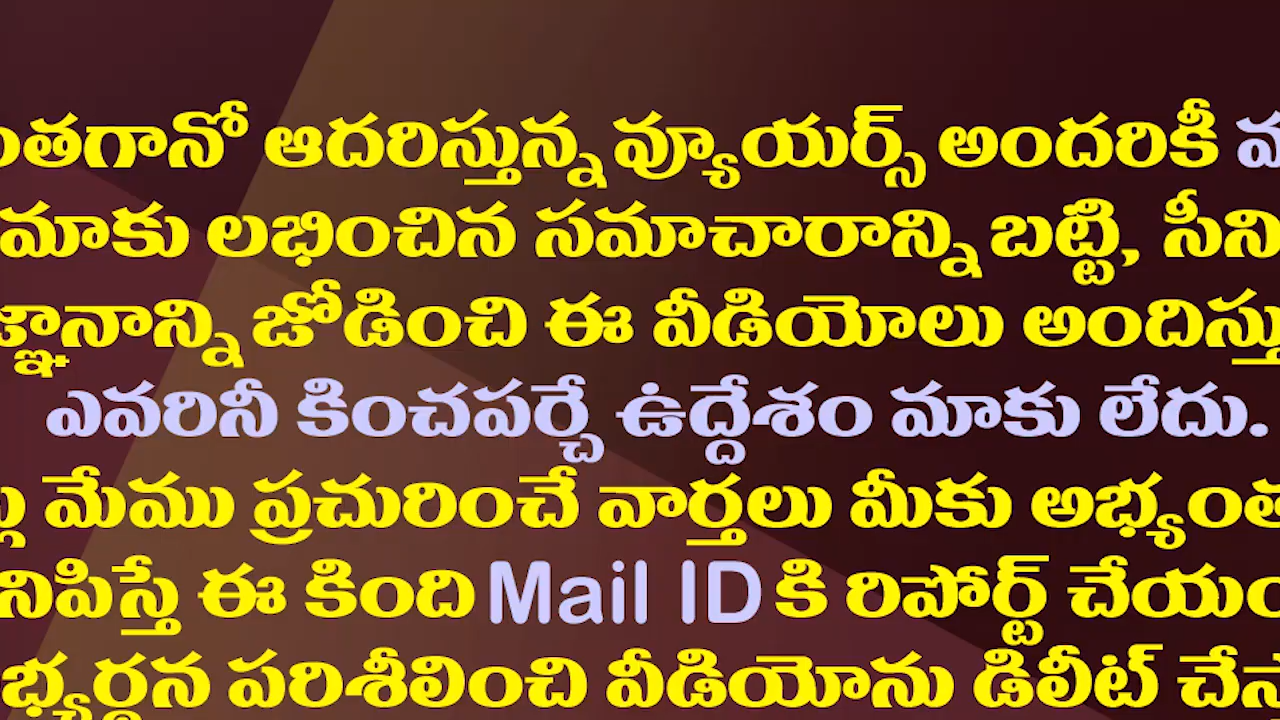 ఆదరిస్తున్న వ్యూయర్స్ అందరికీ
మాకు లభించిన సమాచారాన్ని బట్టి,
జోడించి ఈ వీడియోలు
ఎవరినీ కించపర్చే ఉద్దేశం మాకు లేదు.
మేము ప్రచురించే వార్తలు మీకు
ఈ కింది Mail ID కి రిపోర్ట్
పరిశీలించి వీడియోను డిలీట్